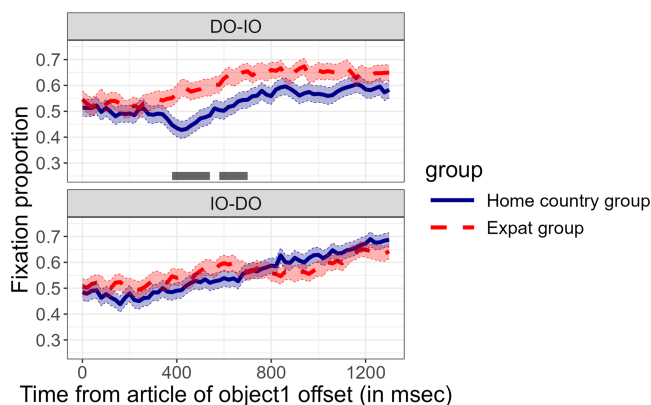 DO-IO
0.7
0.6
0.5
0.4
0.3
IO-DO
0.7
0.6
0.5
0.4
0.3
0 400 800 1200
Fixation proportion
Time from article of object1 offset (in msec)
group
Home country group
Expat group